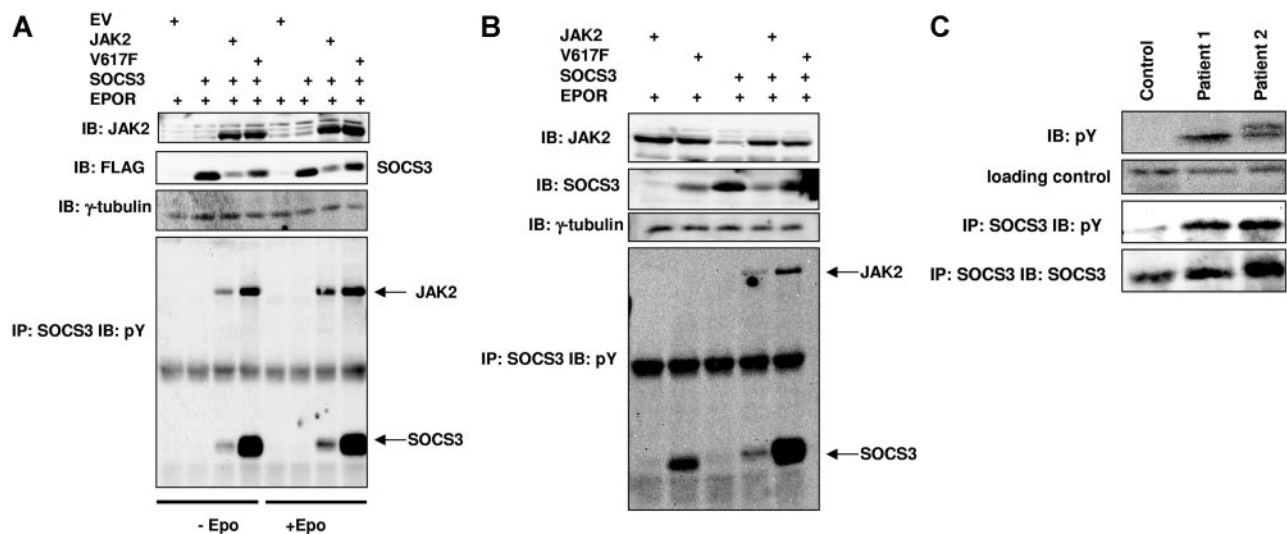 A
EV + +
JAK2 + +
V617F + +
SOCS3 + + + + + +
EPOR + + + + + + + +
IB: JAK2
IB: FLAG SOCS3
IB: γ-tubulin
IP: SOCS3 IB: pY
JAK2
SOCS3
- Epo +Epo
B
JAK2 + +
V617F + +
SOCS3 + + +
EPOR + + + + +
IB: JAK2
IB: SOCS3
IB: γ-tubulin
IP: SOCS3 IB: pY
JAK2
SOCS3
C
Control Patient 1 Patient 2
IB: pY
loading control
IP: SOCS3 IB: pY
IP: SOCS3 IB: SOCS3